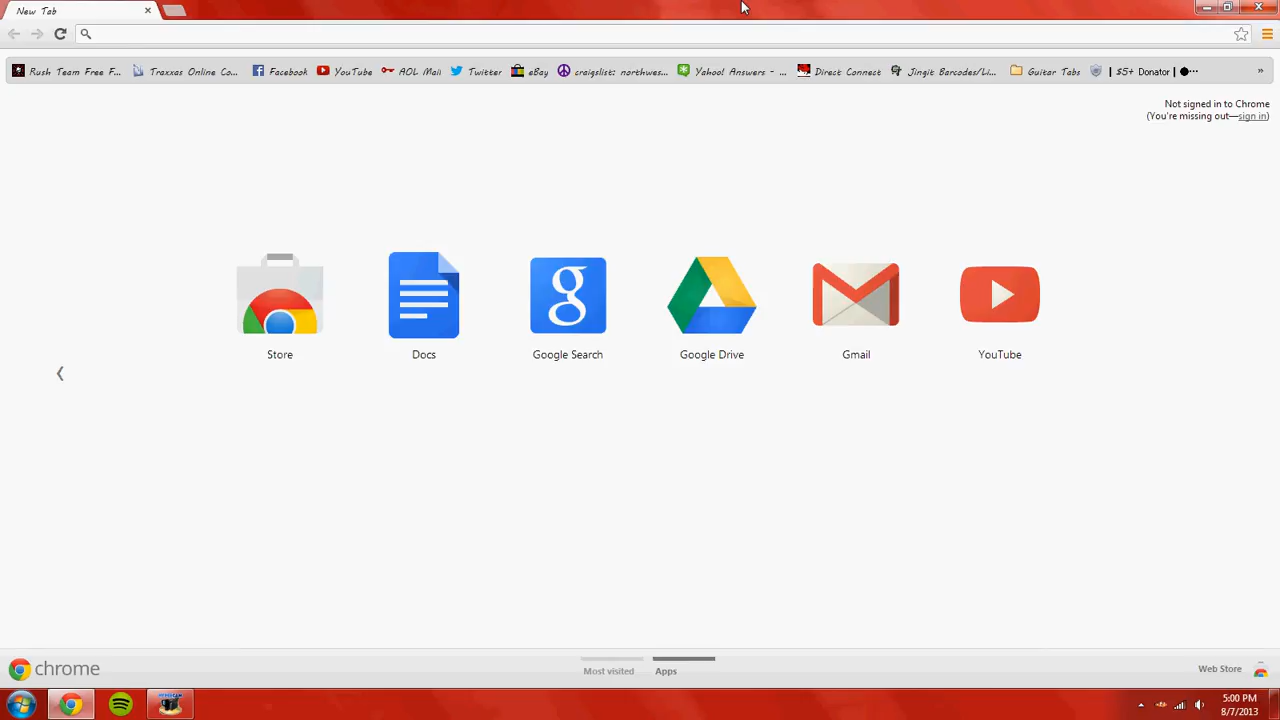 New Tab
Rush Team Free F... Traxxas Online Co... Facebook YouTube AOL Mail Twitter eBay craigslist: northwes... Yahoo! Answers - ... Direct Connect Jingit Barcodes/Li... Guitar Tabs | $5+ Donator | ●··· »
Not signed in to Chrome
(You're missing out—sign in)
Store Docs Google Search Google Drive Gmail YouTube
chrome Most visited Apps Web Store
5:00 PM
8/7/2013